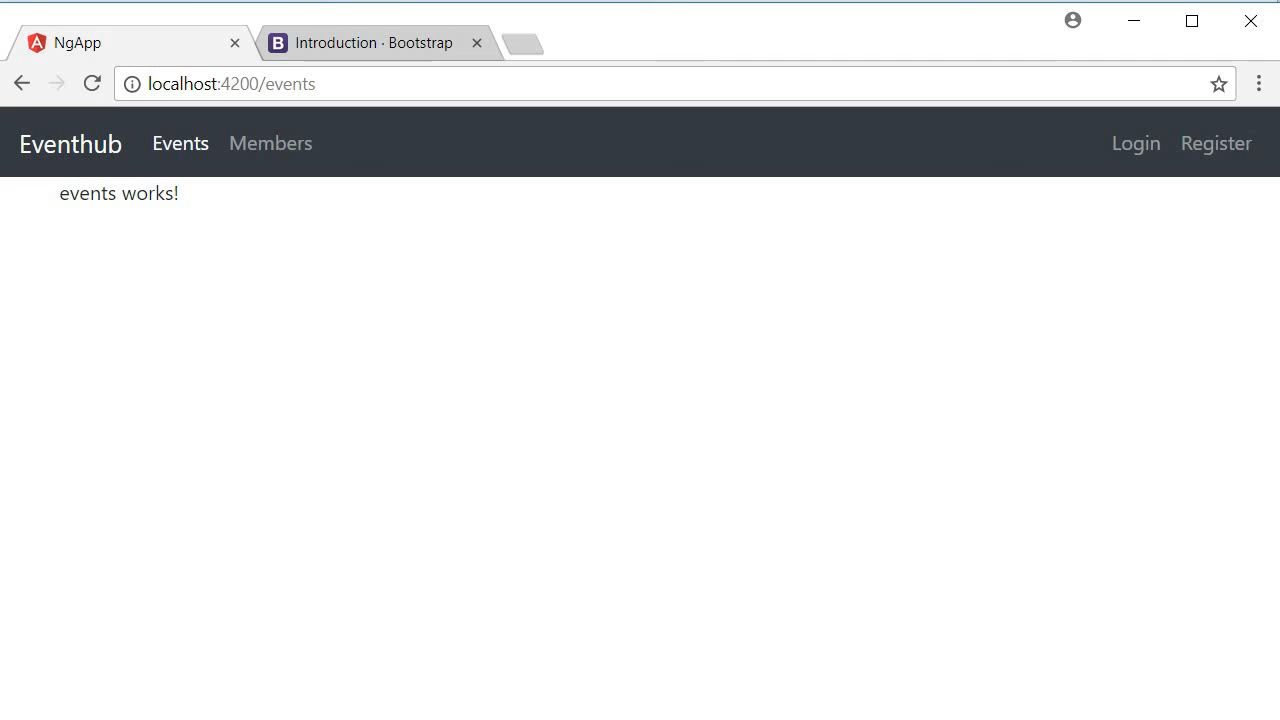 NgApp
Introduction · Bootstrap
localhost:4200/events
Eventhub Events Members Login Register
events works!